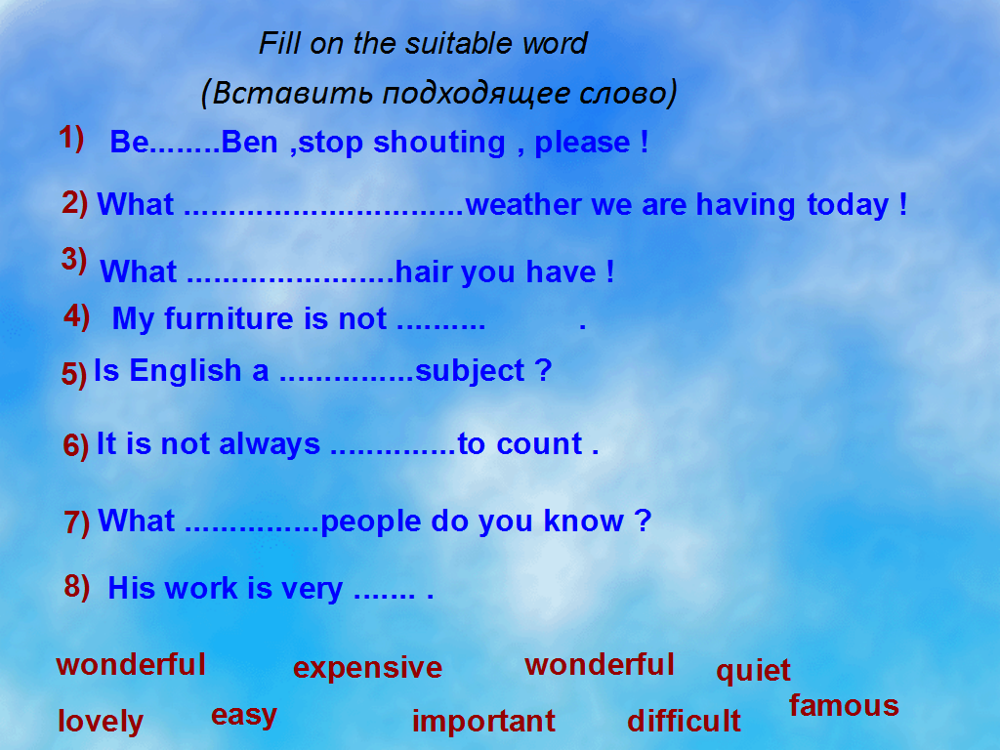 Fill on the suitable word
(Вставить подходящее слово)
1) Be........Ben ,stop shouting , please !
2) What ...............................weather we are having today !
3) What .......................hair you have !
4) My furniture is not .......... .
5) Is English a ...............subject ?
6) It is not always ..............to count .
7) What ...............people do you know ?
8) His work is very ....... .
wonderful expensive wonderful quiet
lovely easy important difficult famous